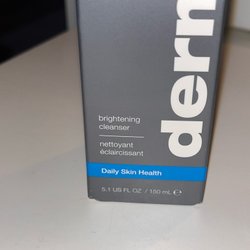 brightening
cleanser
nettoyant
éclaircissant
derm
Daily Skin Health
5.1 US FL OZ / 150 mL ℮